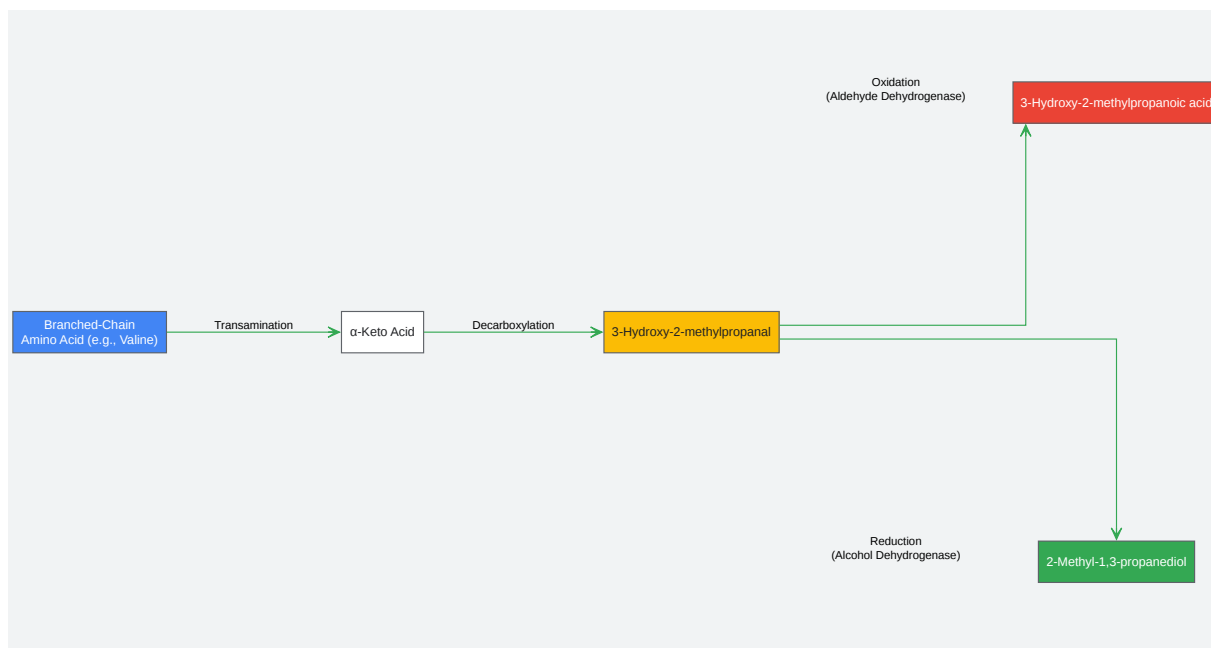 Oxidation
(Aldehyde Dehydrogenase)
3-Hydroxy-2-methylpropanoic acid
Branched-Chain
Amino Acid (e.g., Valine)
Transamination
α-Keto Acid
Decarboxylation
3-Hydroxy-2-methylpropanal
Reduction
(Alcohol Dehydrogenase)
2-Methyl-1,3-propanediol